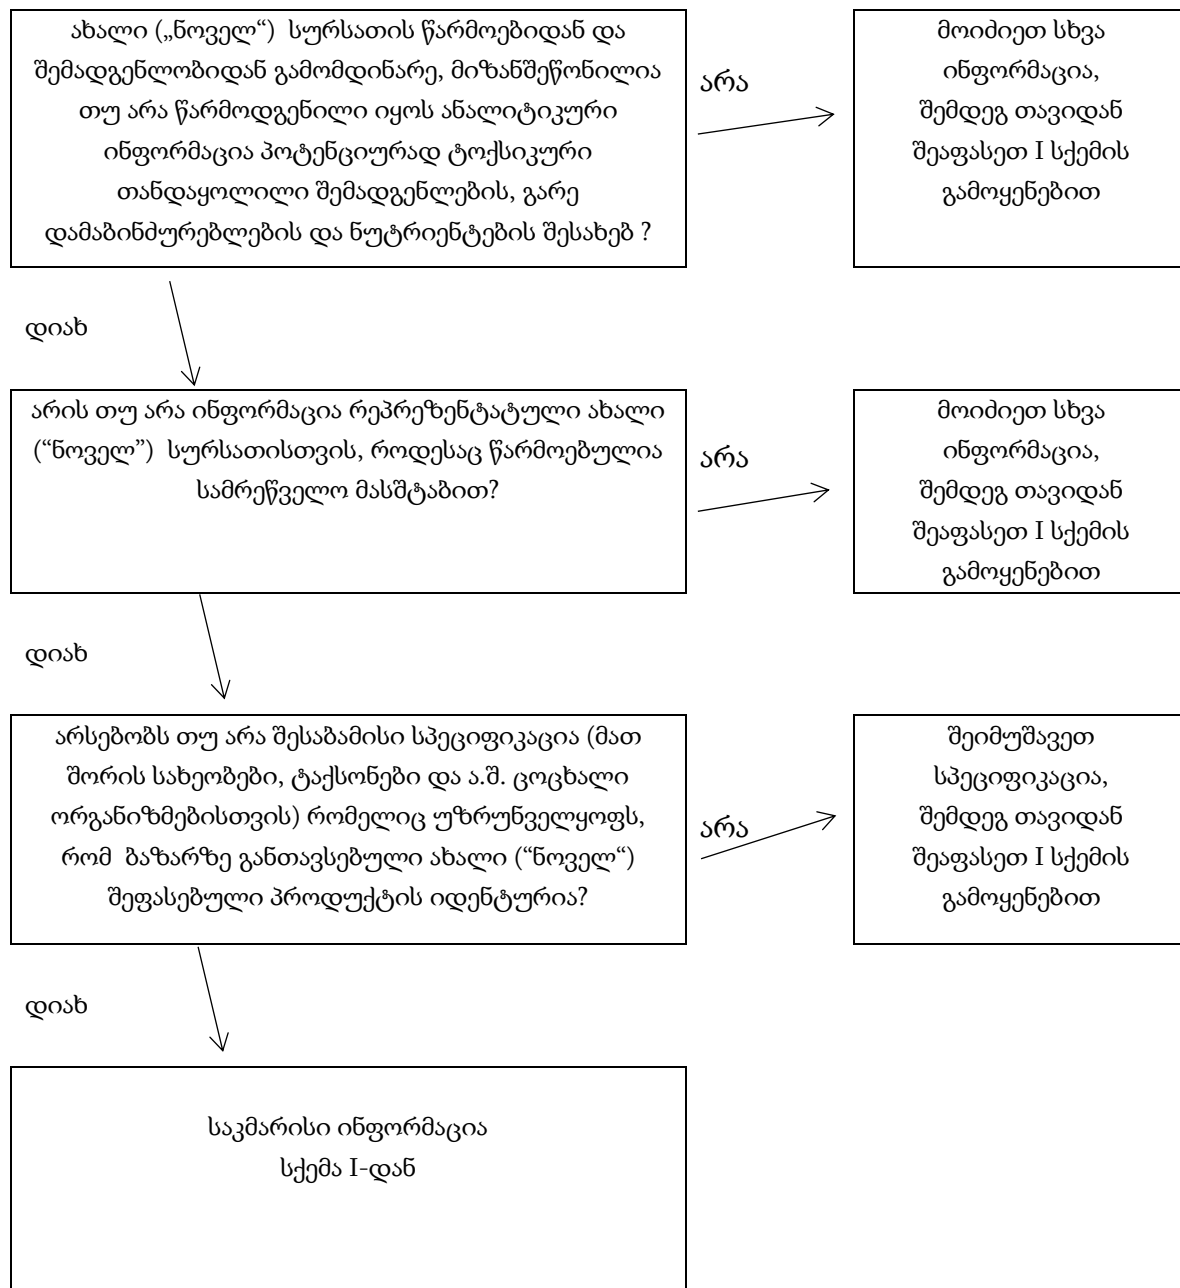 ახალი („ნოველ“) სურსათის წარმოებიდან და
შემადგენლობიდან გამომდინარე, მიზანშეწონილია
თუ არა წარმოდგენილი იყოს ანალიტიკური
ინფორმაცია პოტენციურად ტოქსიკური
თანდაყოლილი შემადგენლების, გარე
დამაბინძურებლების და ნუტრიენტების შესახებ ?
არა
მოიძიეთ სხვა
ინფორმაცია,
შემდეგ თავიდან
შეაფასეთ I სქემის
გამოყენებით
დიახ
არის თუ არა ინფორმაცია რეპრეზენტატული ახალი
(“ნოველ”) სურსათისთვის, როდესაც წარმოებულია
სამრეწველო მასშტაბით?
არა
მოიძიეთ სხვა
ინფორმაცია,
შემდეგ თავიდან
შეაფასეთ I სქემის
გამოყენებით
დიახ
არსებობს თუ არა შესაბამისი სპეციფიკაცია (მათ
შორის სახეობები, ტაქსონები და ა.შ. ცოცხალი
ორგანიზმებისთვის) რომელიც უზრუნველყოფს,
რომ ბაზარზე განთავსებული ახალი (“ნოველ“)
შეფასებული პროდუქტის იდენტურია?
არა
შეიმუშავეთ
სპეციფიკაცია,
შემდეგ თავიდან
შეაფასეთ I სქემის
გამოყენებით
დიახ
საკმარისი ინფორმაცია
სქემა I-დან